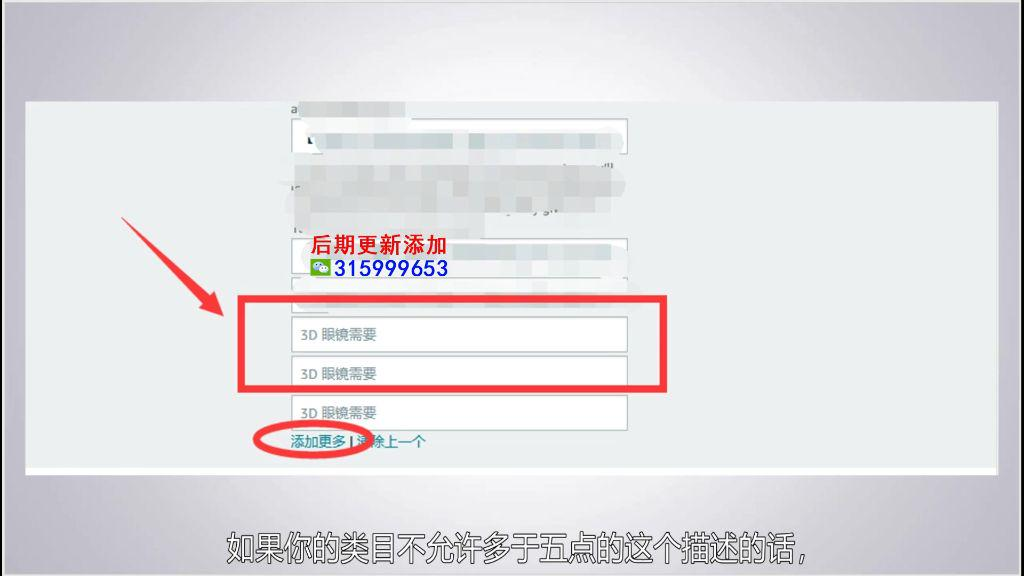 后期更新添加
315999653
3D 眼镜需要
3D 眼镜需要
3D 眼镜需要
添加更多 | 清除上一个
如果你的类目不允许多于五点的这个描述的话，